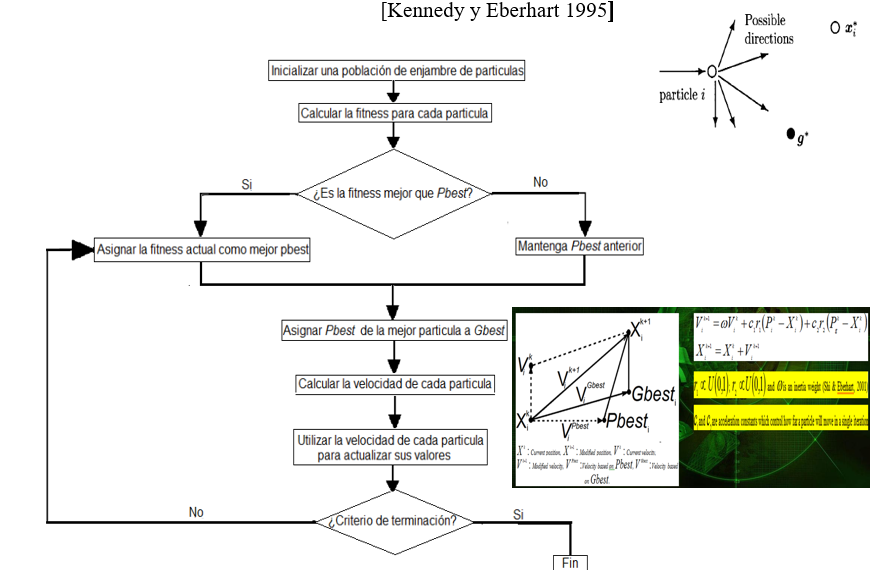 [Kennedy y Eberhart 1995]
Possible
directions
x*i
particle i
g*
Inicializar una población de enjambre de particulas
Calcular la fitness para cada particula
¿Es la fitness mejor que Pbest?
Si
No
Asignar la fitness actual como mejor pbest
Mantenga Pbest anterior
Asignar Pbest de la mejor particula a Gbest
Calcular la velocidad de cada particula
Utilizar la velocidad de cada particula
para actualizar sus valores
¿Criterio de terminación?
No
Si
Fin
X_i^{k+1}
V_i^k
V_i^{k+1}
V_i^{Gbest}
Gbest_i
X_i^k
V_i^{Pbest}
Pbest_i
X^k : Current position, X^{k+1} : Modified position, V^k : Current velocity,
V^{k+1} : Modified velocity, V^{Pbest} : Velocity based on Pbest, V^{Gbest} : Velocity based
on Gbest
V_i^{k+1} = ωV_i^k + c_1 r_1 (P_i^k − X_i^k) + c_2 r_2 (P_g^k − X_i^k)
X_i^{k+1} = X_i^k + V_i^{k+1}
r_1 ∝ U(0,1); r_2 ∝ U(0,1) and ω is an inertia weight (Shi & Eberhart, 2001)
C_1 and C_2 are acceleration constants which control how far a particle will move in a single iteration